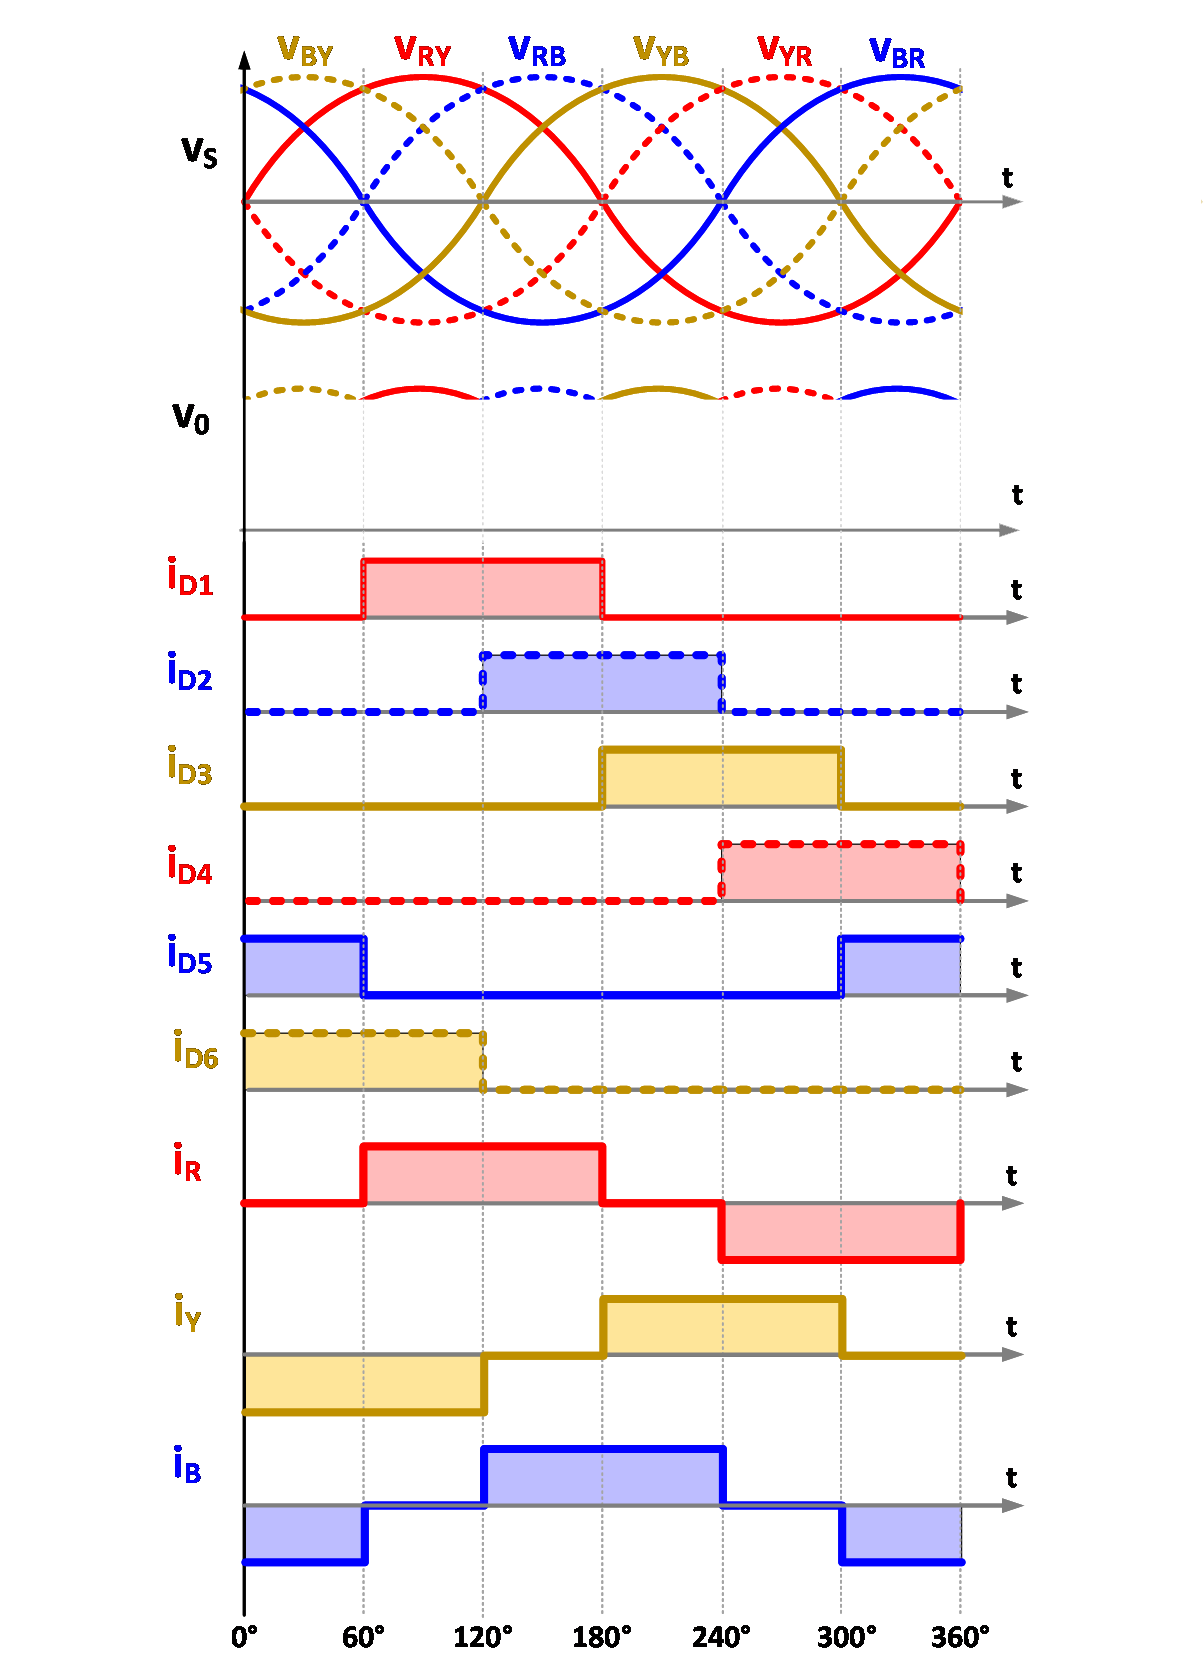 vBY vRY vRB vYB vYR vBR
vS
t
v0
t
iD1
t
iD2
t
iD3
t
iD4
t
iD5
t
iD6
t
iR
t
iY
t
iB
t
0° 60° 120° 180° 240° 300° 360°